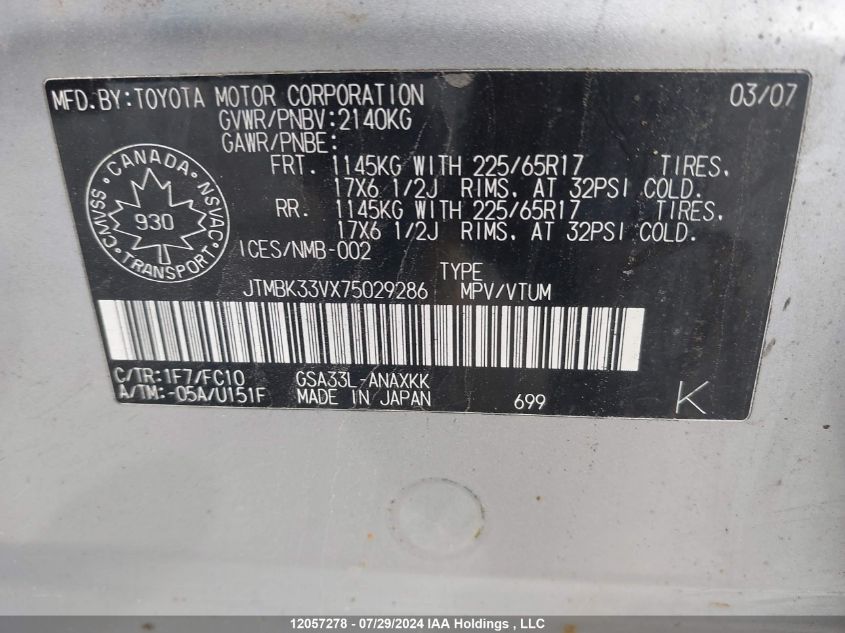 MFD. BY: TOYOTA MOTOR CORPORATION 03/07
GVWR/PNBV: 2140KG
GAWR/PNBE:
FRT. 1145KG WITH 225/65R17 TIRES.
17X6 1/2J RIMS. AT 32PSI COLD.
RR. 1145KG WITH 225/65R17 TIRES.
17X6 1/2J RIMS. AT 32PSI COLD.
CANADA
CMVSS 930 NSVAC
TRANSPORT
ICES/NMB-002
TYPE
JTMBK33VX75029286 MPV/VTUM
C/TR: 1F7/FC10 GSA33L-ANAXKK
A/TM: -05A/U151F MADE IN JAPAN 699 K
12057278 - 07/29/2024 IAA Holdings , LLC